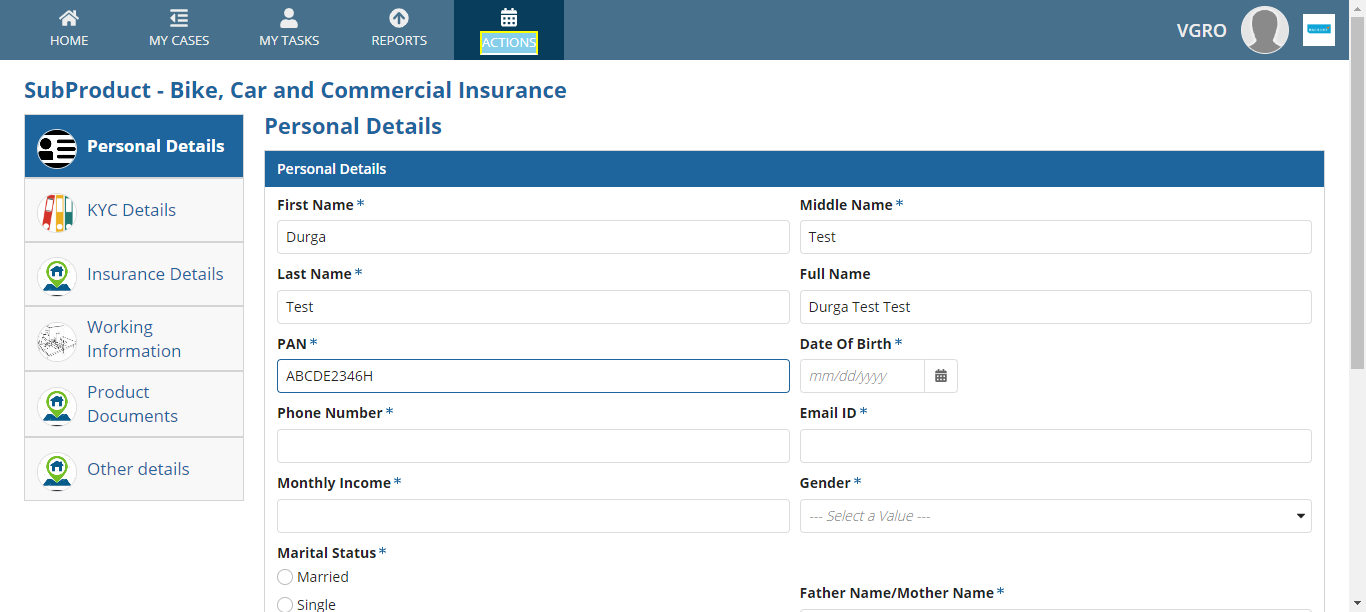 HOME
MY CASES
MY TASKS
REPORTS
ACTIONS
VGRO
SubProduct - Bike, Car and Commercial Insurance
Personal Details
KYC Details
Insurance Details
Working
Information
Product
Documents
Other details
Personal Details
Personal Details
First Name *
Middle Name *
Durga
Test
Last Name *
Full Name
Test
Durga Test Test
PAN *
Date Of Birth *
ABCDE2346H
mm/dd/yyyy
Phone Number *
Email ID *
Monthly Income *
Gender *
--- Select a Value ---
Marital Status *
Married
Father Name/Mother Name *
Single